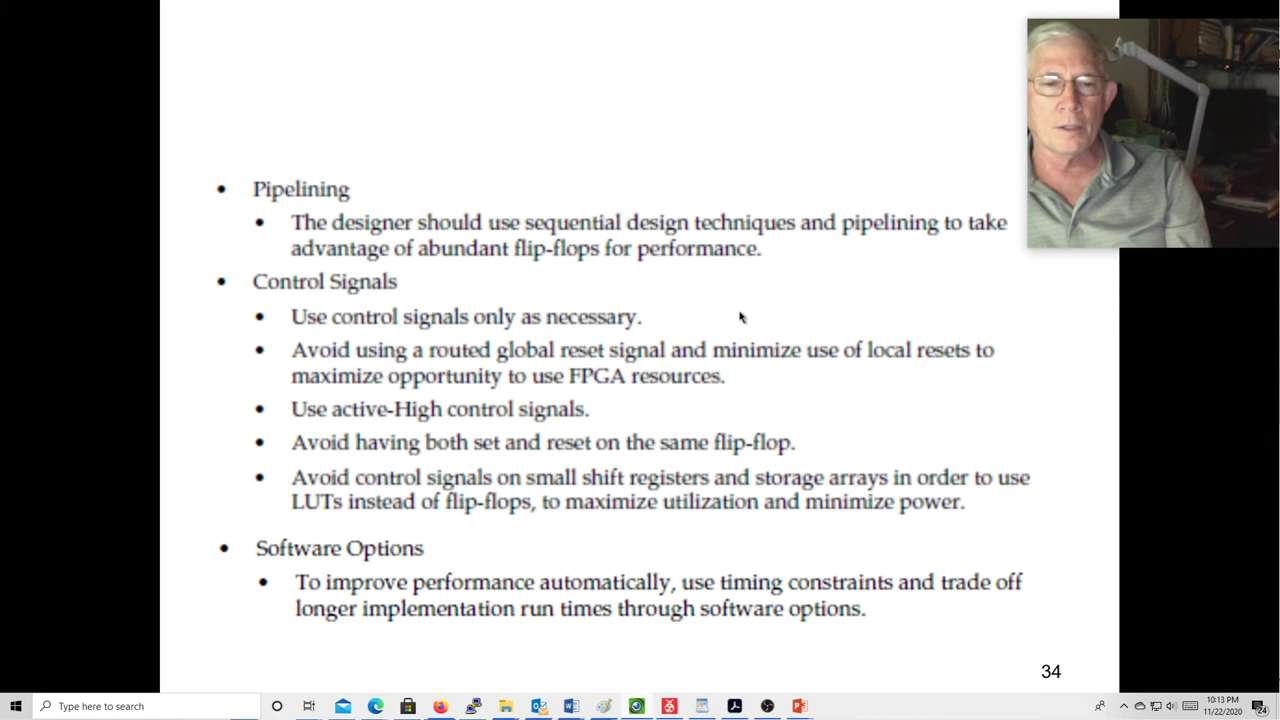 • Pipelining
• The designer should use sequential design techniques and pipelining to take
advantage of abundant flip-flops for performance.
• Control Signals
• Use control signals only as necessary.
• Avoid using a routed global reset signal and minimize use of local resets to
maximize opportunity to use FPGA resources.
• Use active-High control signals.
• Avoid having both set and reset on the same flip-flop.
• Avoid control signals on small shift registers and storage arrays in order to use
LUTs instead of flip-flops, to maximize utilization and minimize power.
• Software Options
• To improve performance automatically, use timing constraints and trade off
longer implementation run times through software options.
34
Type here to search
10:13 PM
11/22/2020
24